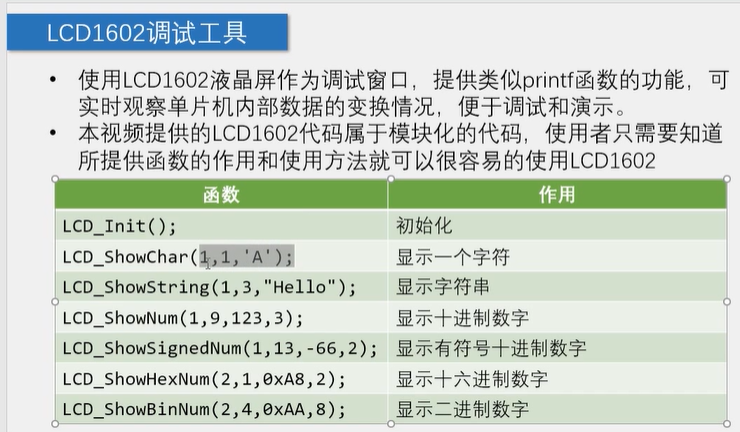 LCD1602调试工具
• 使用LCD1602液晶屏作为调试窗口，提供类似printf函数的功能，可
实时观察单片机内部数据的变换情况，便于调试和演示。
• 本视频提供的LCD1602代码属于模块化的代码，使用者只需要知道
所提供函数的作用和使用方法就可以很容易的使用LCD1602
函数 作用
LCD_Init(); 初始化
LCD_ShowChar(1,1,'A'); 显示一个字符
LCD_ShowString(1,3,"Hello"); 显示字符串
LCD_ShowNum(1,9,123,3); 显示十进制数字
LCD_ShowSignedNum(1,13,-66,2); 显示有符号十进制数字
LCD_ShowHexNum(2,1,0xA8,2); 显示十六进制数字
LCD_ShowBinNum(2,4,0xAA,8); 显示二进制数字